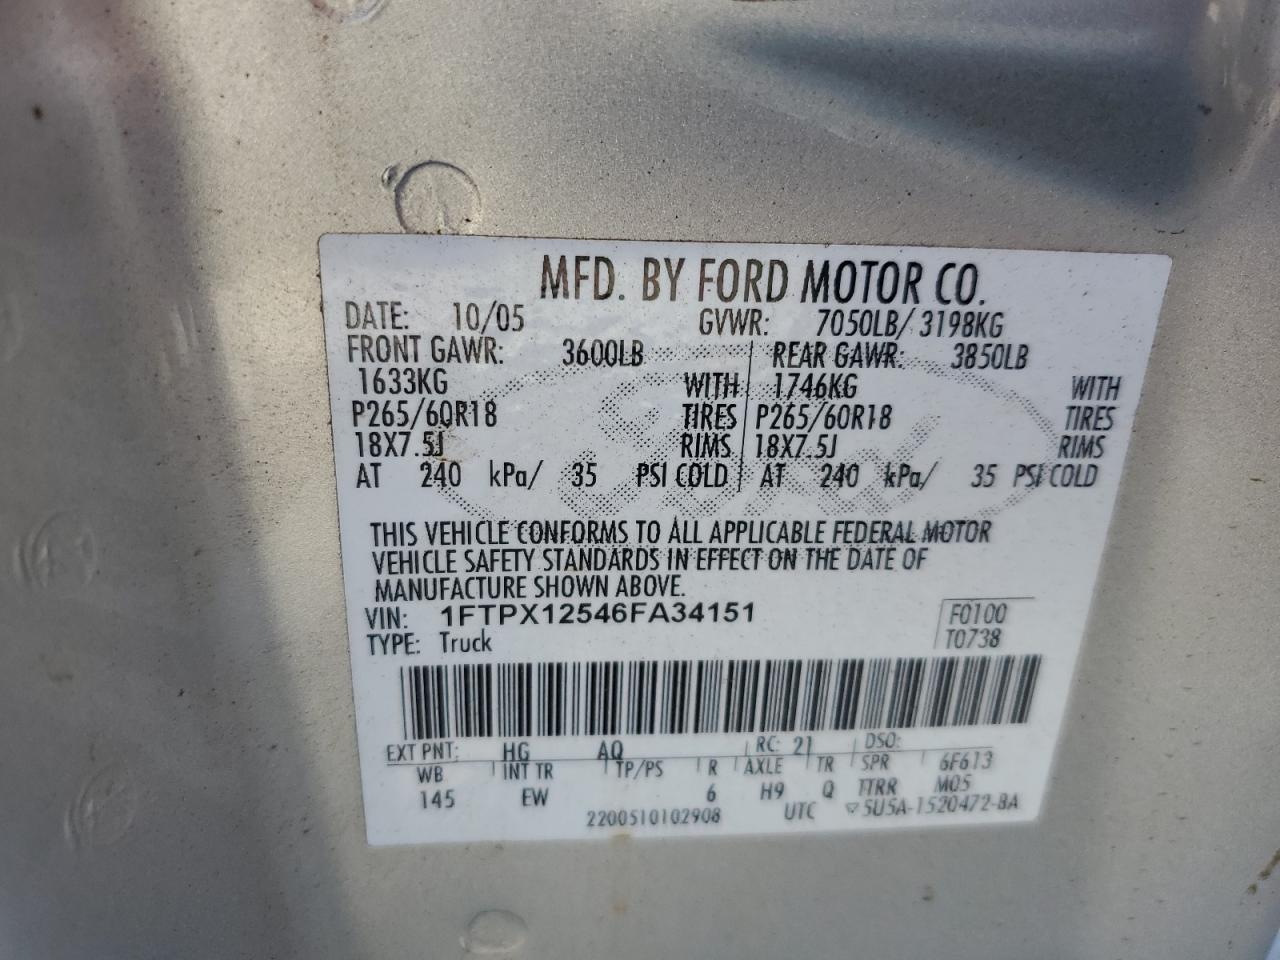 MFD. BY FORD MOTOR CO.
DATE: 10/05 GVWR: 7050LB/ 3198KG
FRONT GAWR: 3600LB REAR GAWR: 3850LB
1633KG WITH 1746KG WITH
P265/60R18 TIRES P265/60R18 TIRES
18X7.5J RIMS 18X7.5J RIMS
AT 240 kPa/ 35 PSI COLD AT 240 kPa/ 35 PSI COLD
THIS VEHICLE CONFORMS TO ALL APPLICABLE FEDERAL MOTOR
VEHICLE SAFETY STANDARDS IN EFFECT ON THE DATE OF
MANUFACTURE SHOWN ABOVE.
VIN: 1FTPX12546FA34151 F0100
TYPE: Truck T0738
EXT PNT: HG AQ RC: 21 DSO:
WB INT TR TP/PS R AXLE TR SPR 6F613
145 EW 6 H9 Q TTRR M05
2200510102908 UTC ▽5U5A-1520472-BA